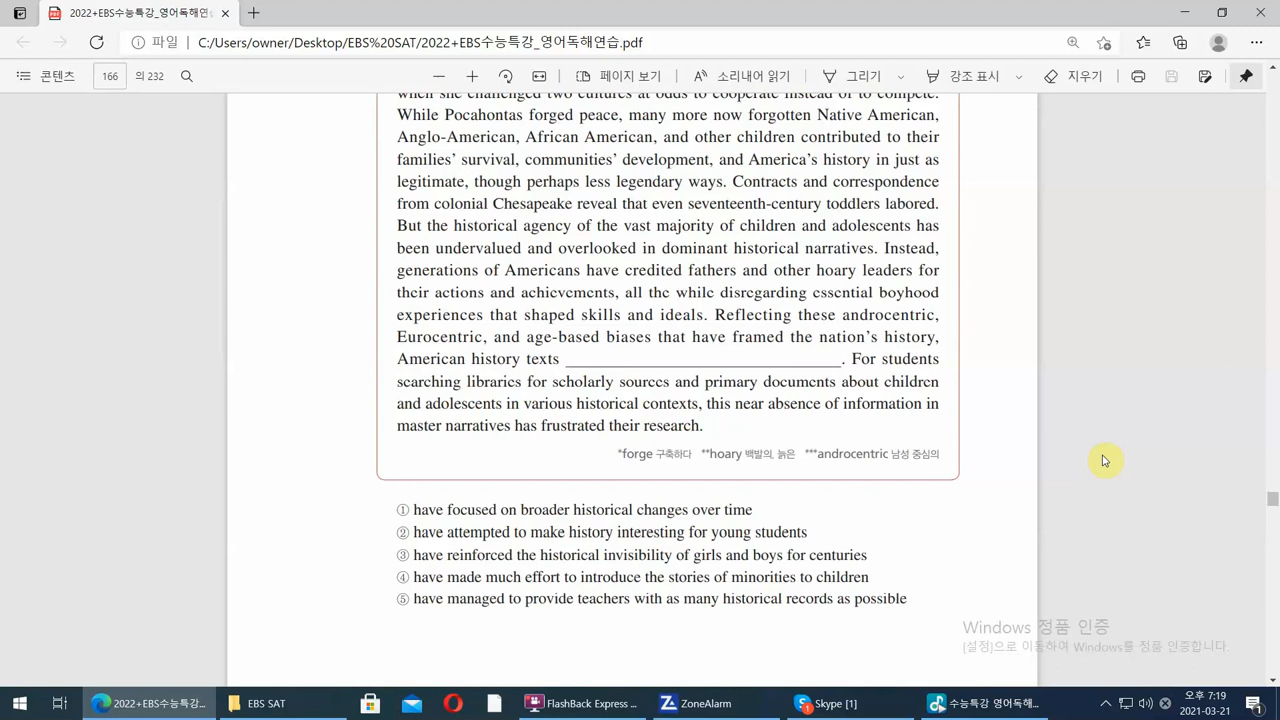 2022+EBS수능특강_영어독해연습
파일 C:/Users/owner/Desktop/EBS%20SAT/2022+EBS수능특강_영어독해연습.pdf
콘텐츠 166 의 232 페이지 보기 소리내어 읽기 그리기 강조 표시 지우기
when she challenged two cultures at odds to cooperate instead of to compete.
While Pocahontas forged peace, many more now forgotten Native American,
Anglo-American, African American, and other children contributed to their
families' survival, communities' development, and America's history in just as
legitimate, though perhaps less legendary ways. Contracts and correspondence
from colonial Chesapeake reveal that even seventeenth-century toddlers labored.
But the historical agency of the vast majority of children and adolescents has
been undervalued and overlooked in dominant historical narratives. Instead,
generations of Americans have credited fathers and other hoary leaders for
their actions and achievements, all the while disregarding essential boyhood
experiences that shaped skills and ideals. Reflecting these androcentric,
Eurocentric, and age-based biases that have framed the nation's history,
American history texts ______________________________. For students
searching libraries for scholarly sources and primary documents about children
and adolescents in various historical contexts, this near absence of information in
master narratives has frustrated their research.
*forge 구축하다 **hoary 백발의, 늙은 ***androcentric 남성 중심의
① have focused on broader historical changes over time
② have attempted to make history interesting for young students
③ have reinforced the historical invisibility of girls and boys for centuries
④ have made much effort to introduce the stories of minorities to children
⑤ have managed to provide teachers with as many historical records as possible
Windows 정품 인증
[설정]으로 이동하여 Windows를 정품 인증합니다.
2022+EBS수능특강_... EBS SAT FlashBack Express ... ZoneAlarm Skype [1] 수능특강 영어독해... 오후 7:19
2021-03-21